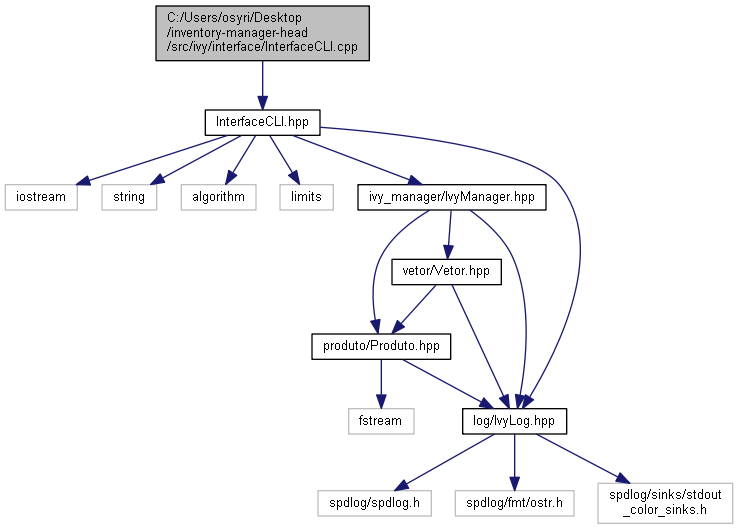 C:/Users/osyri/Desktop
/inventory-manager-head
/src/ivy/interface/InterfaceCLI.cpp
InterfaceCLI.hpp
iostream
string
algorithm
limits
ivy_manager/IvyManager.hpp
vetor/Vetor.hpp
produto/Produto.hpp
fstream
log/IvyLog.hpp
spdlog/spdlog.h
spdlog/fmt/ostr.h
spdlog/sinks/stdout
_color_sinks.h